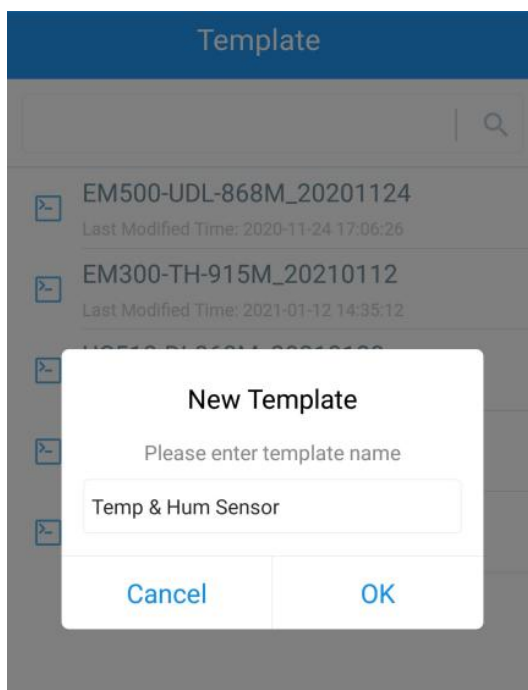 Template
EM500-UDL-868M_20201124
Last Modified Time: 2020-11-24 17:06:26
EM300-TH-915M_20210112
Last Modified Time: 2021-01-12 14:35:12
New Template
Please enter template name
Temp & Hum Sensor
Cancel
OK